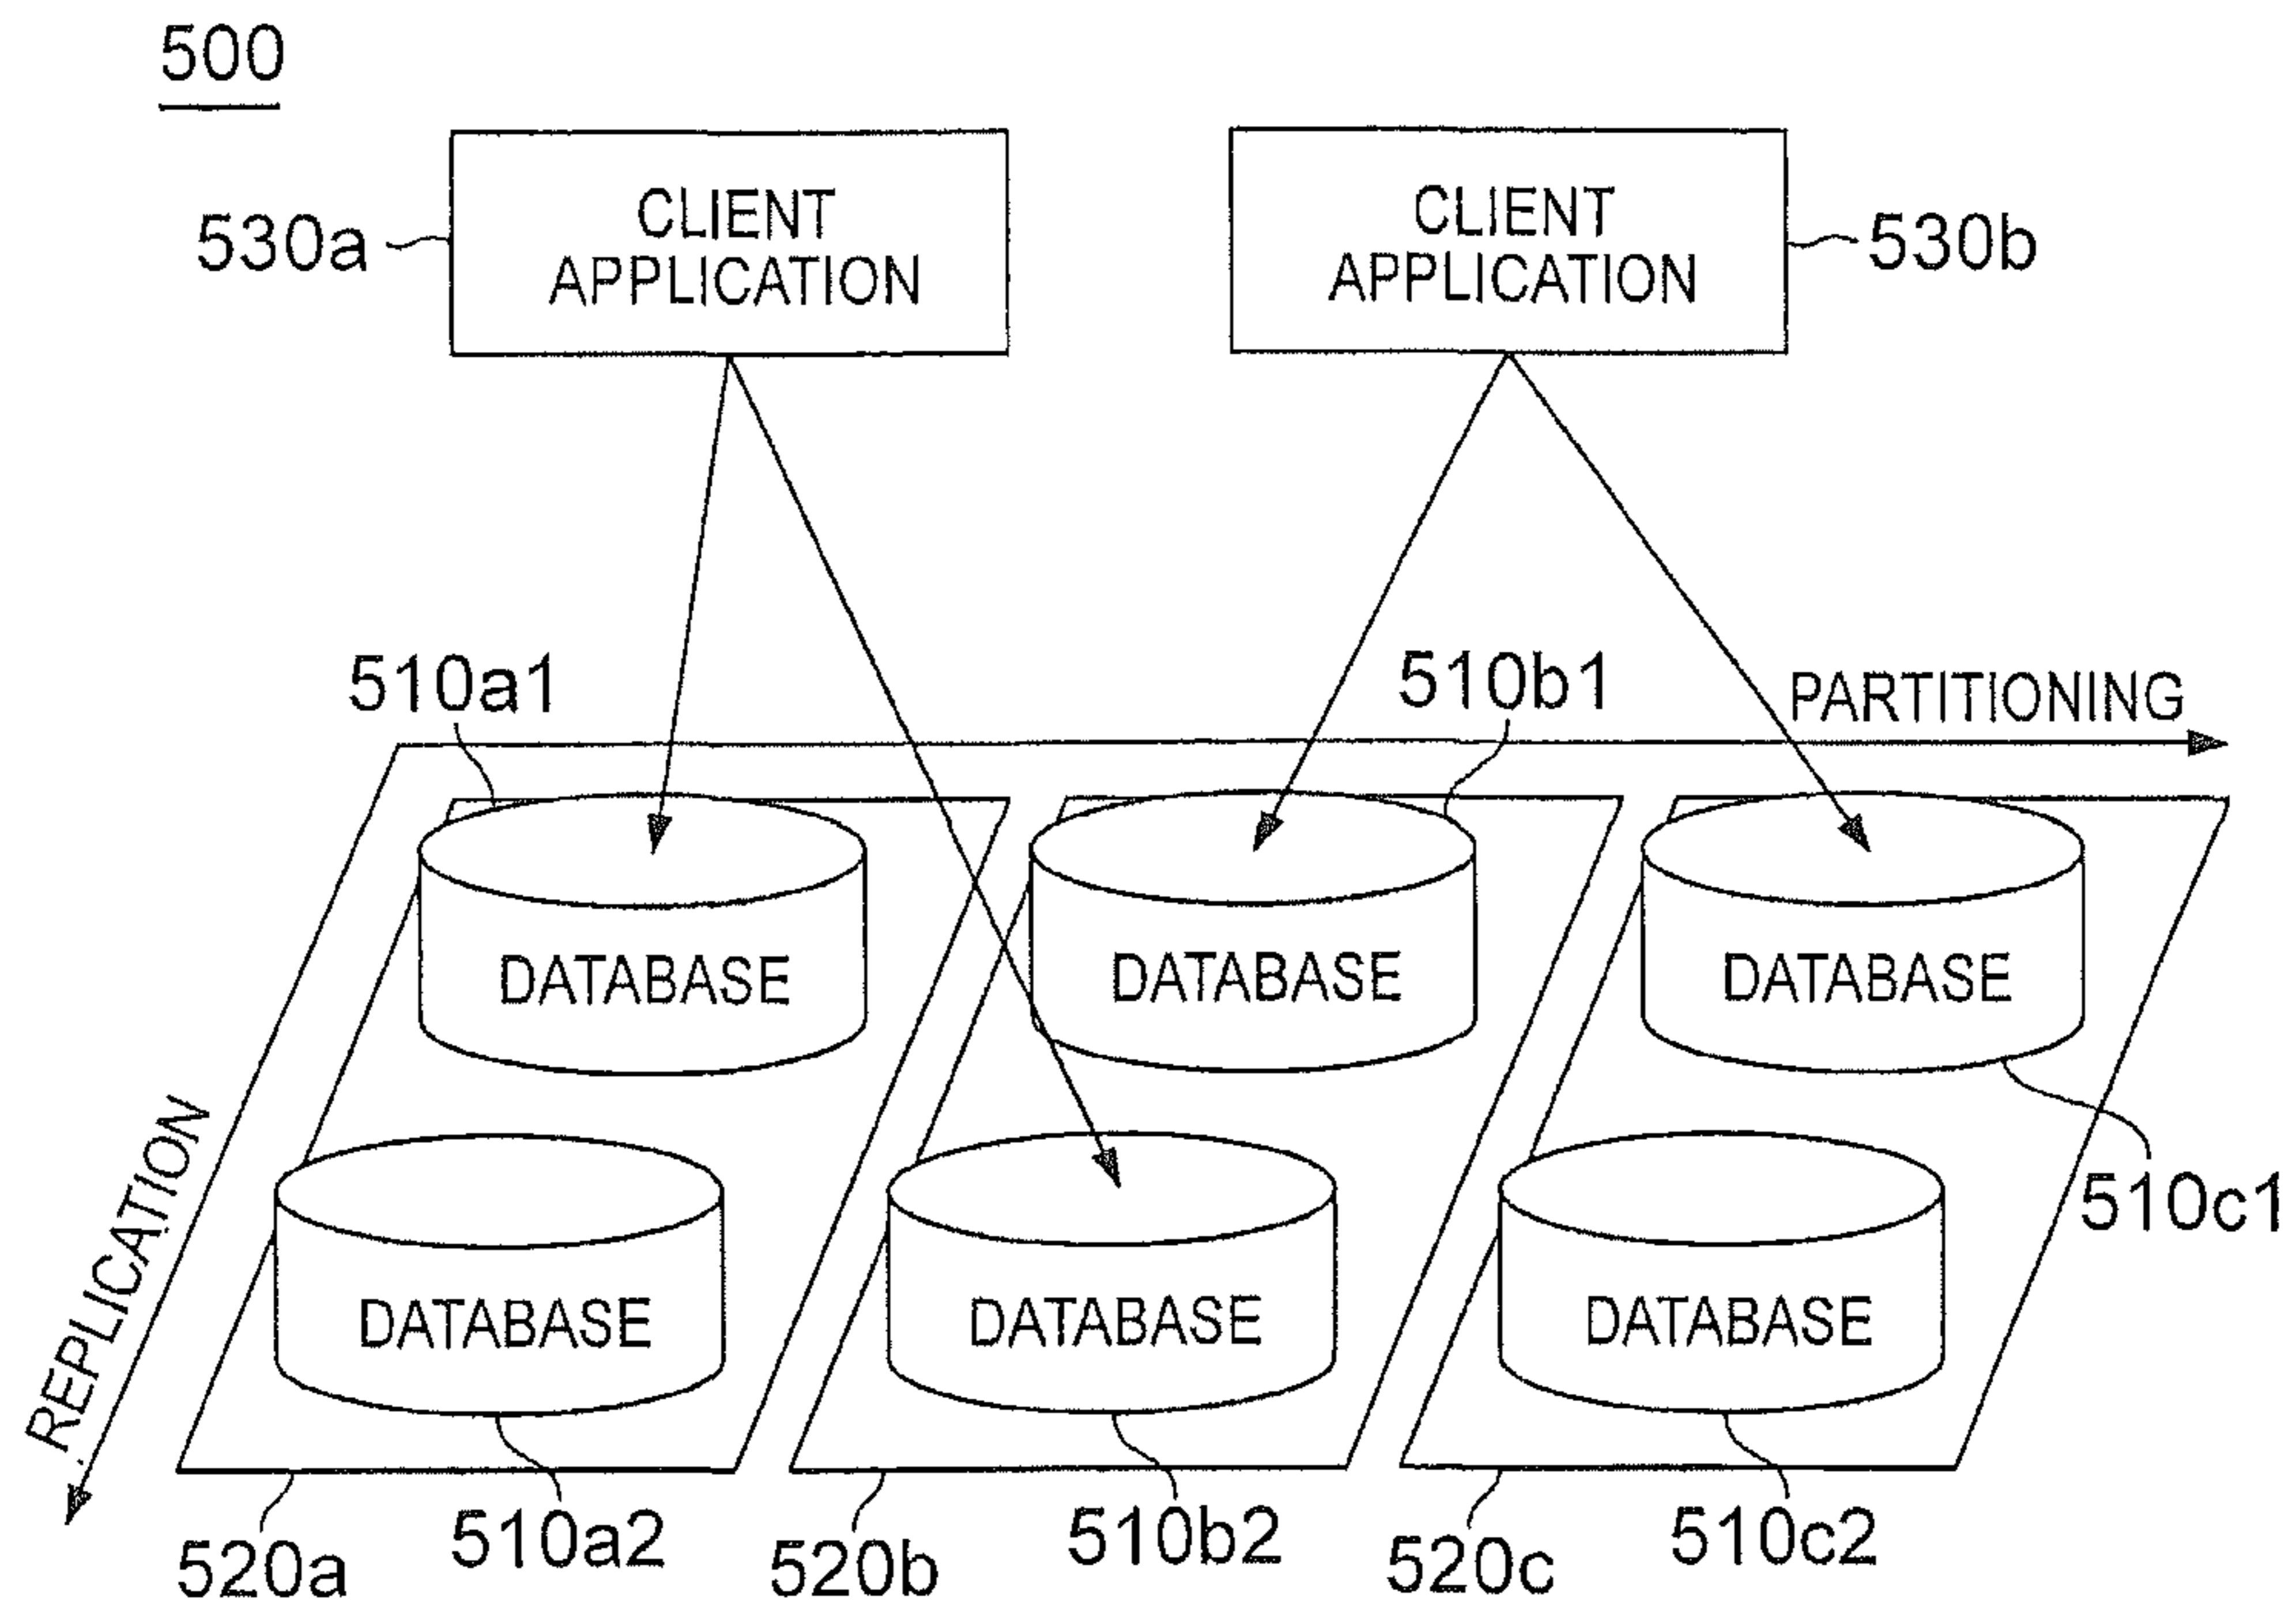 500
CLIENT
APPLICATION
530a
CLIENT
APPLICATION
530b
510a1
510b1
PARTITIONING
DATABASE
DATABASE
DATABASE
510c1
REPLICATION
DATABASE
DATABASE
DATABASE
520a
510a2
520b
510b2
520c
510c2